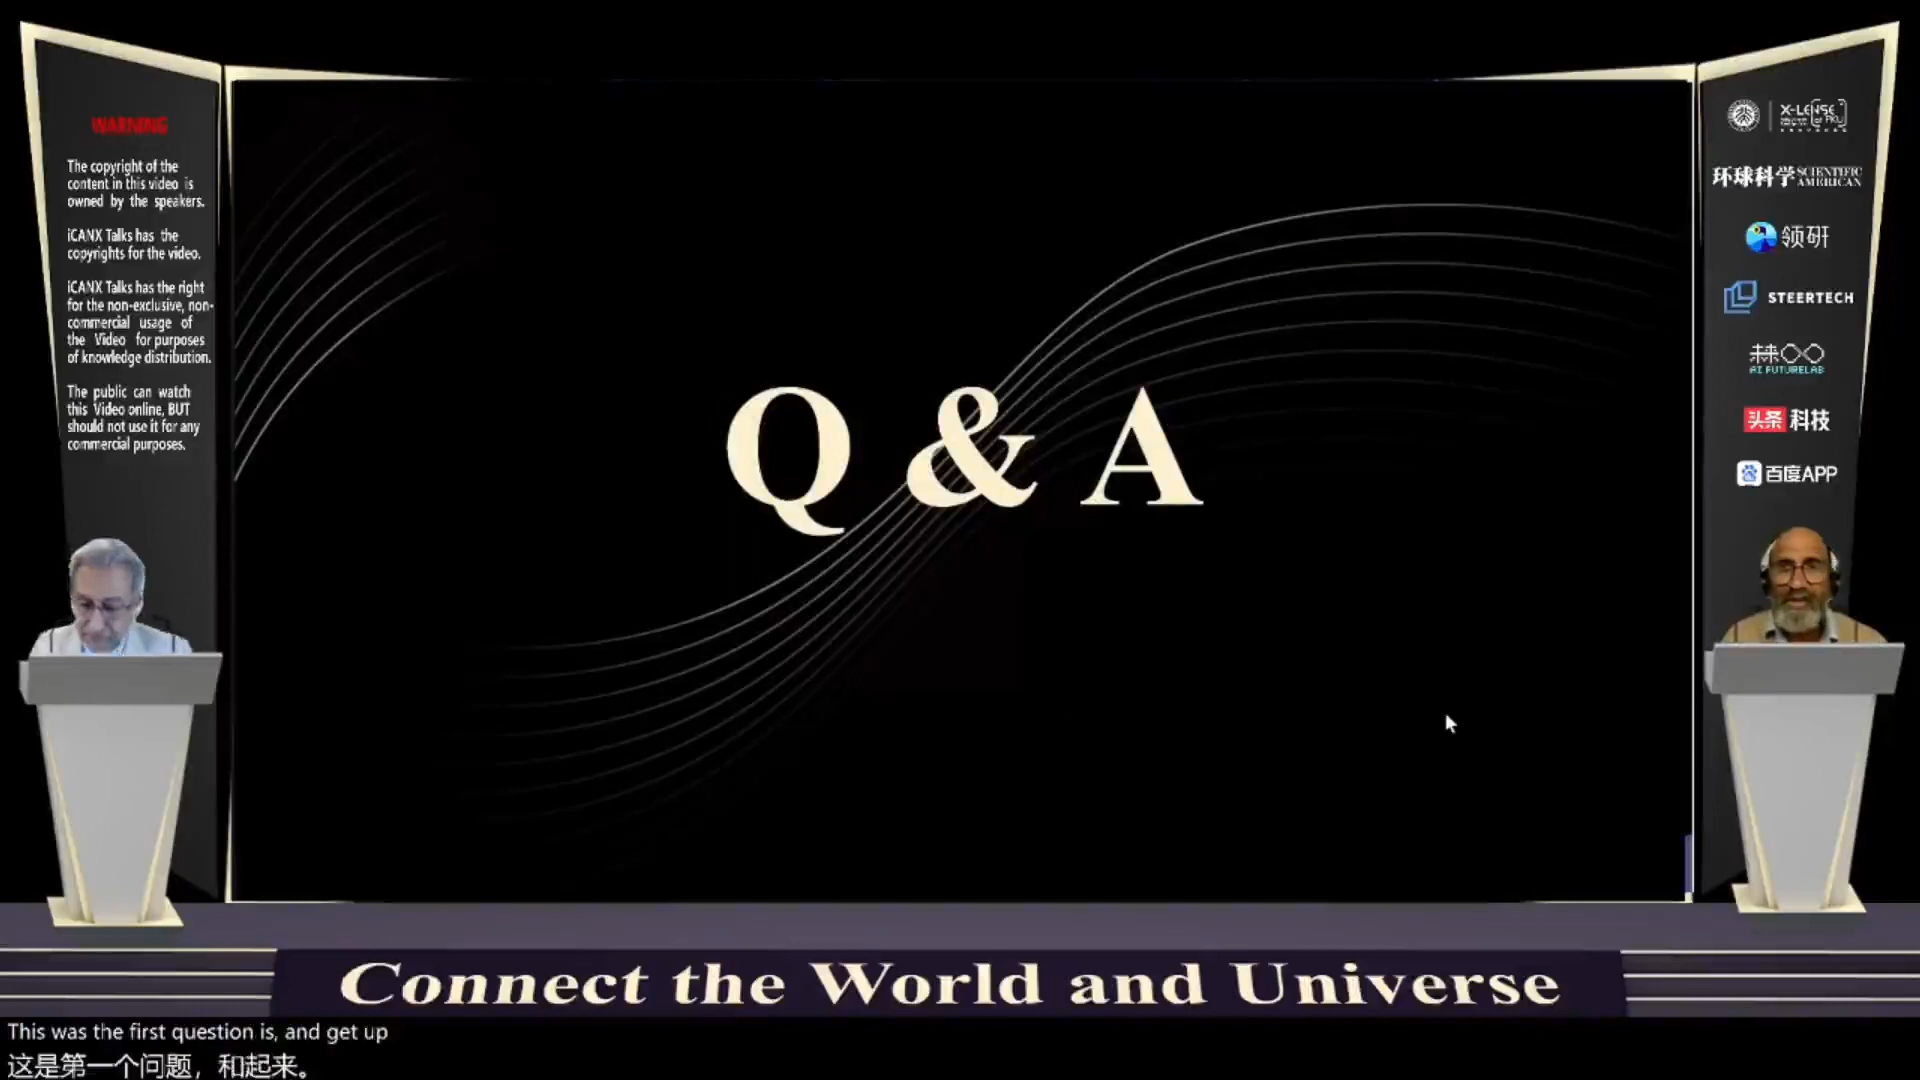 WARNING
The copyright of the
content in this video is
owned by the speakers.
iCANX Talks has the
copyrights for the video.
iCANX Talks has the right
for the non-exclusive, non-
commercial usage of
the Video for purposes
of knowledge distribution.
The public can watch
this Video online, BUT
should not use it for any
commercial purposes.
Q & A
X-LENSE
环球科学 SCIENTIFIC
AMERICAN
领研
STEERTECH
AI FUTURELAB
头条 科技
百度APP
Connect the World and Universe
This was the first question is, and get up
这是第一个问题，和起来。